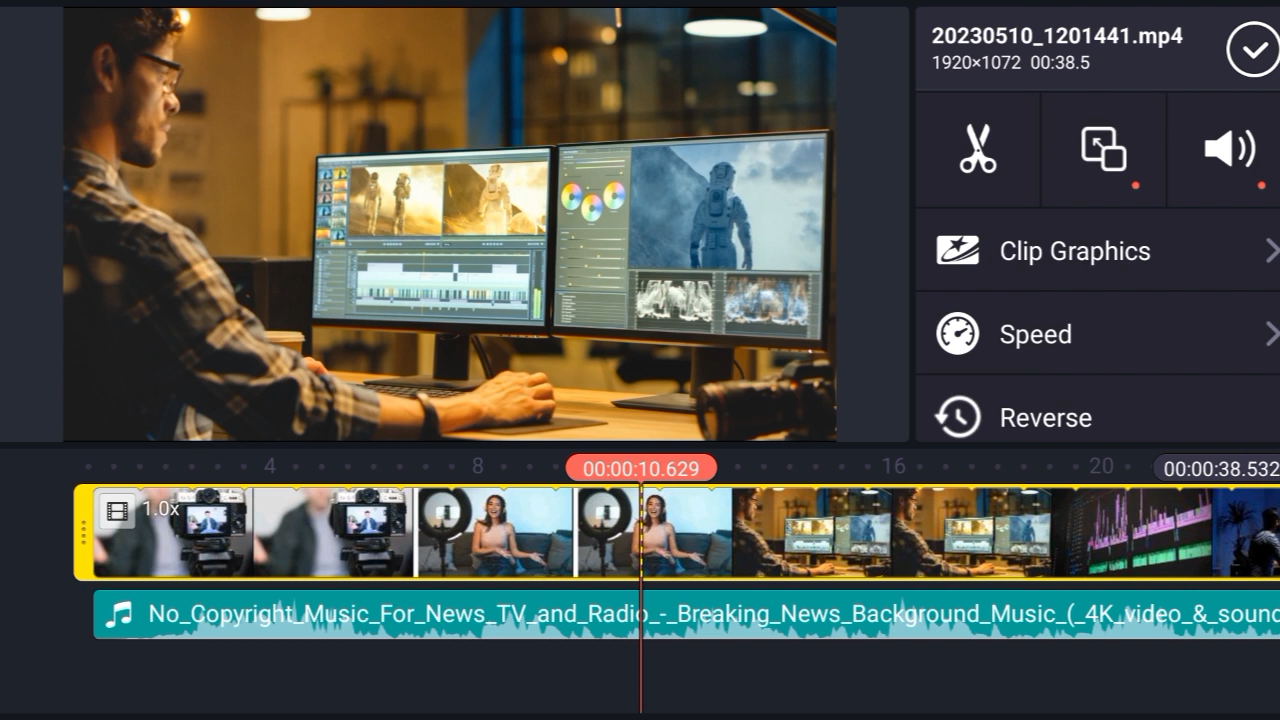 20230510_1201441.mp4
1920×1072 00:38.5
Clip Graphics
Speed
Reverse
4
8
00:00:10.629
16
20
00:00:38.532
1.0x
No_Copyright_Music_For_News_TV_and_Radio_-_Breaking_News_Background_Music_(_4K_video_&_sound